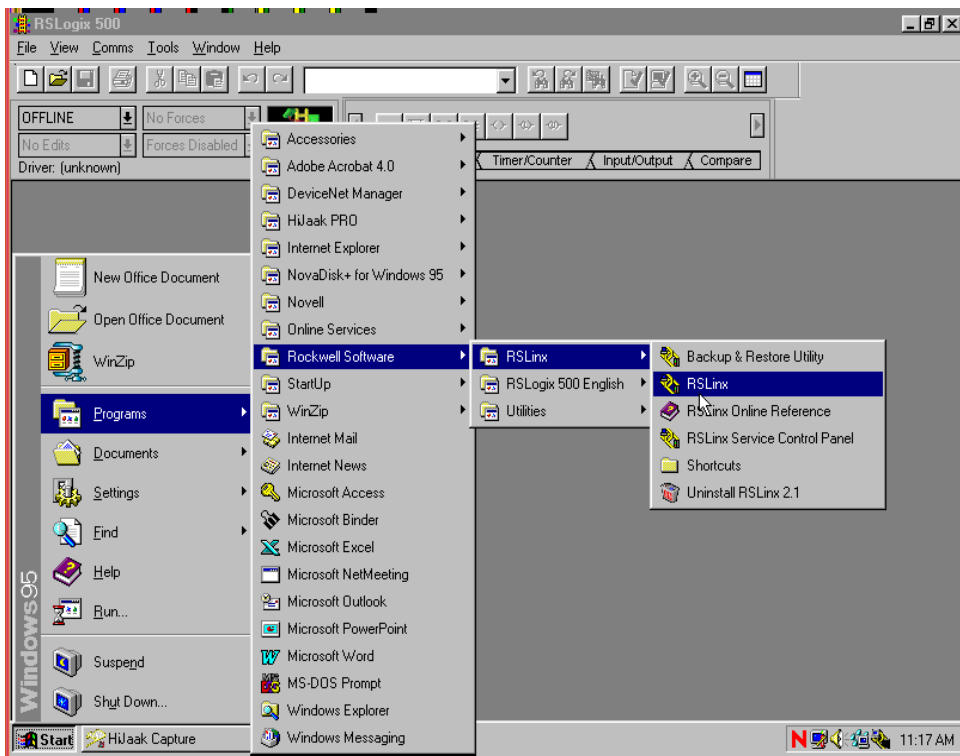 RSLogix 500
File View Comms Tools Window Help
OFFLINE
No Forces
No Edits
Forces Disabled
Driver: (unknown)
Timer/Counter
Input/Output
Compare
New Office Document
Open Office Document
WinZip
Programs
Documents
Settings
Find
Help
Run...
Suspend
Shut Down...
Windows95
Accessories
Adobe Acrobat 4.0
DeviceNet Manager
HiJaak PRO
Internet Explorer
NovaDisk+ for Windows 95
Novell
Online Services
Rockwell Software
StartUp
WinZip
Internet Mail
Internet News
Microsoft Access
Microsoft Binder
Microsoft Excel
Microsoft NetMeeting
Microsoft Outlook
Microsoft PowerPoint
Microsoft Word
MS-DOS Prompt
Windows Explorer
Windows Messaging
RSLinx
RSLogix 500 English
Utilities
Backup & Restore Utility
RSLinx
RSLinx Online Reference
RSLinx Service Control Panel
Shortcuts
Uninstall RSLinx 2.1
Start
HiJaak Capture
N
11:17 AM